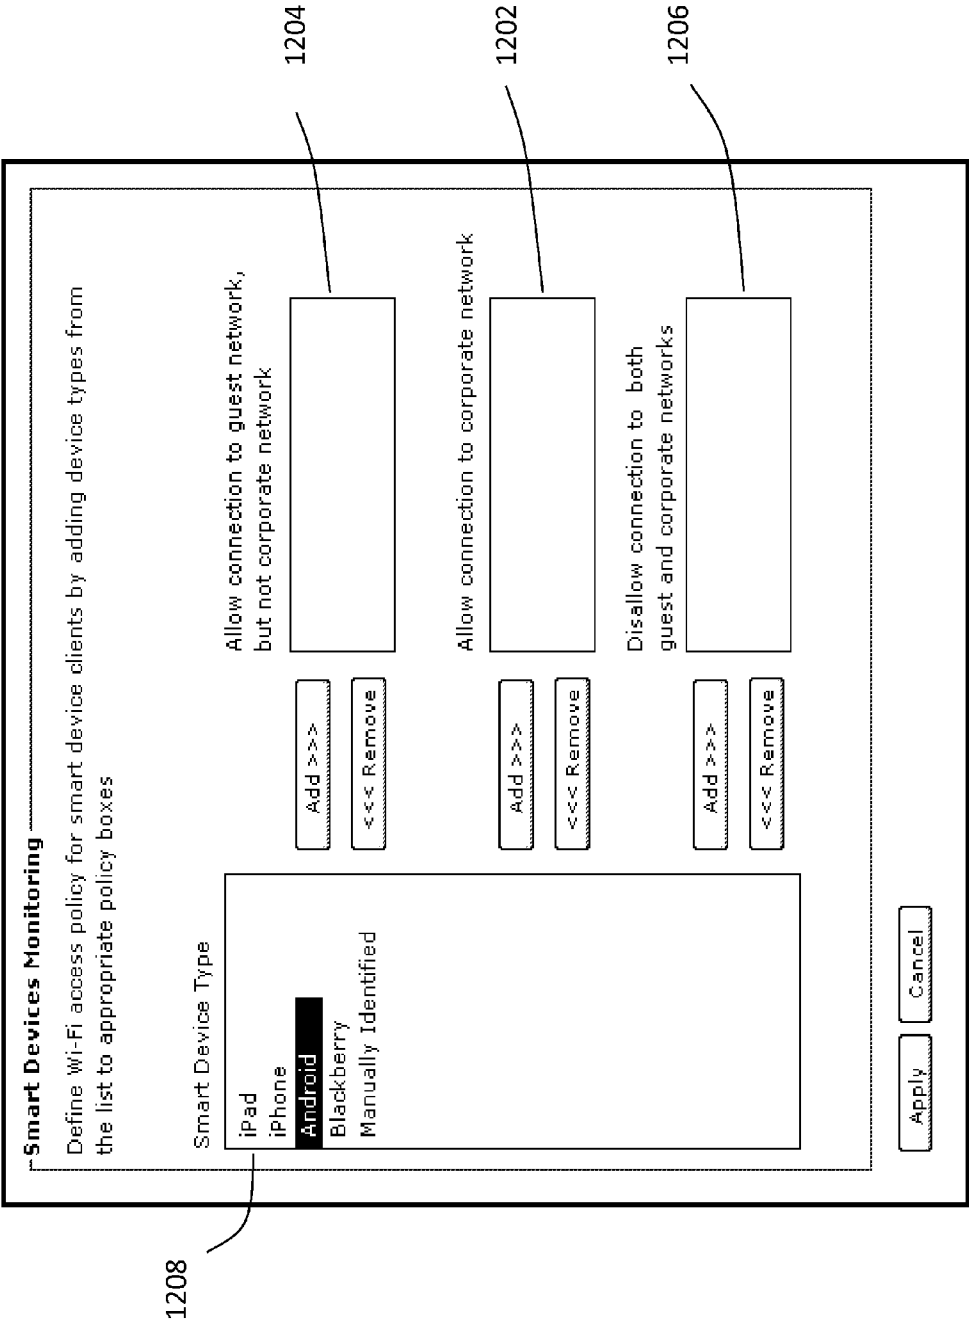 Smart Devices Monitoring
Define Wi-Fi access policy for smart device clients by adding device types from
the list to appropriate policy boxes
Smart Device Type
iPad
iPhone
Android
Blackberry
Manually Identified
Allow connection to guest network,
but not corporate network
Add >>>
<<< Remove
Allow connection to corporate network
Add >>>
<<< Remove
Disallow connection to both
guest and corporate networks
Add >>>
<<< Remove
Apply
Cancel
1204
1202
1206
1208